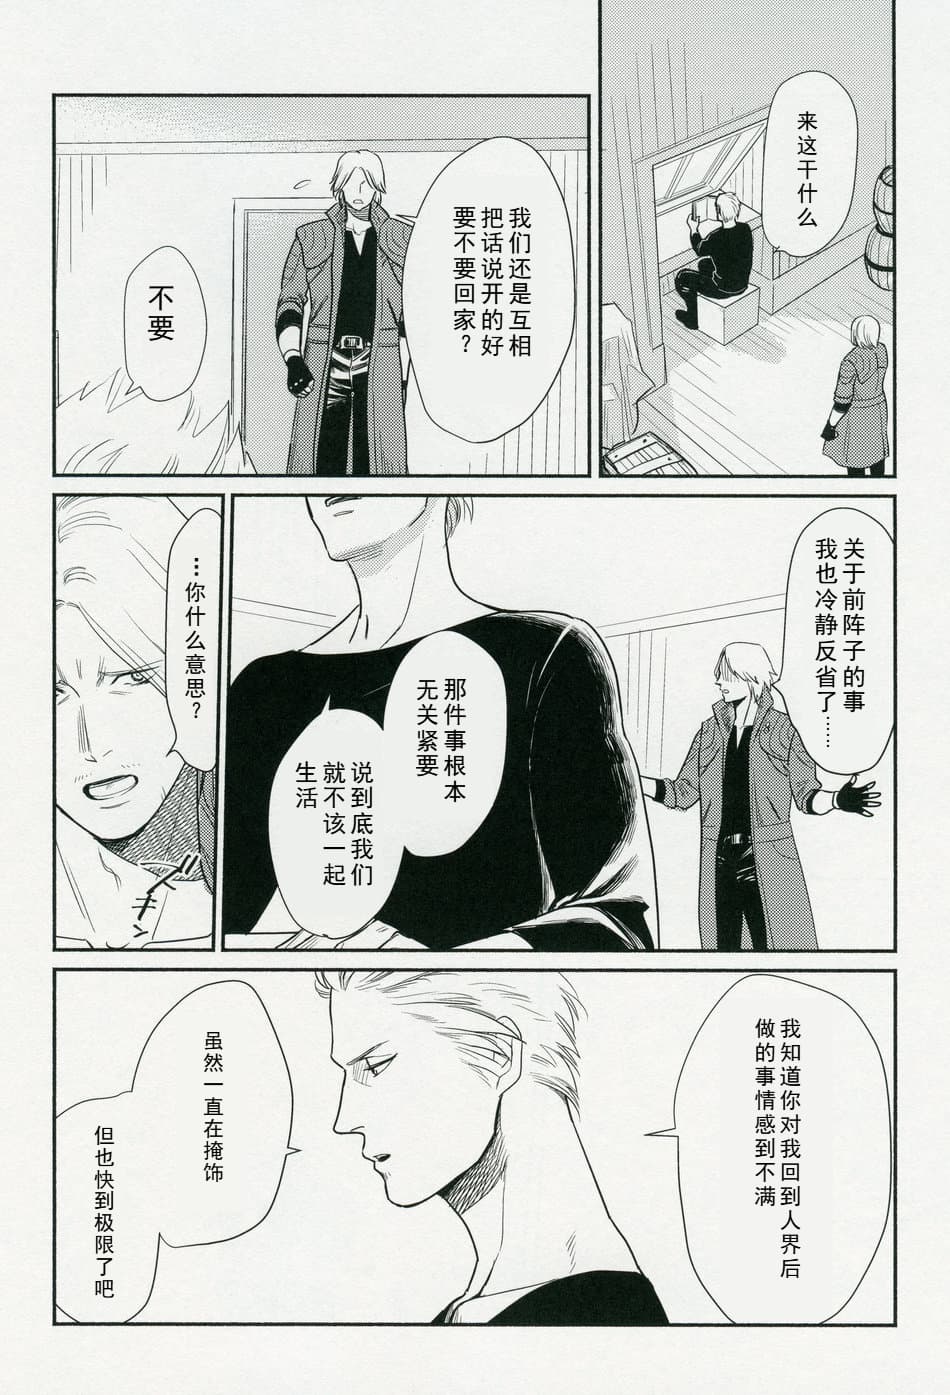 来这干什么
我们还是互相
把话说开的好
要不要回家？
不要
关于前阵子的事
我也冷静反省了……
那件事根本
无关紧要
说到底我们
就不该一起
生活
…你什么意思？
ズキン
我知道你对我回到人界后
做的事情感到不满
虽然一直在掩饰
但也快到极限了吧